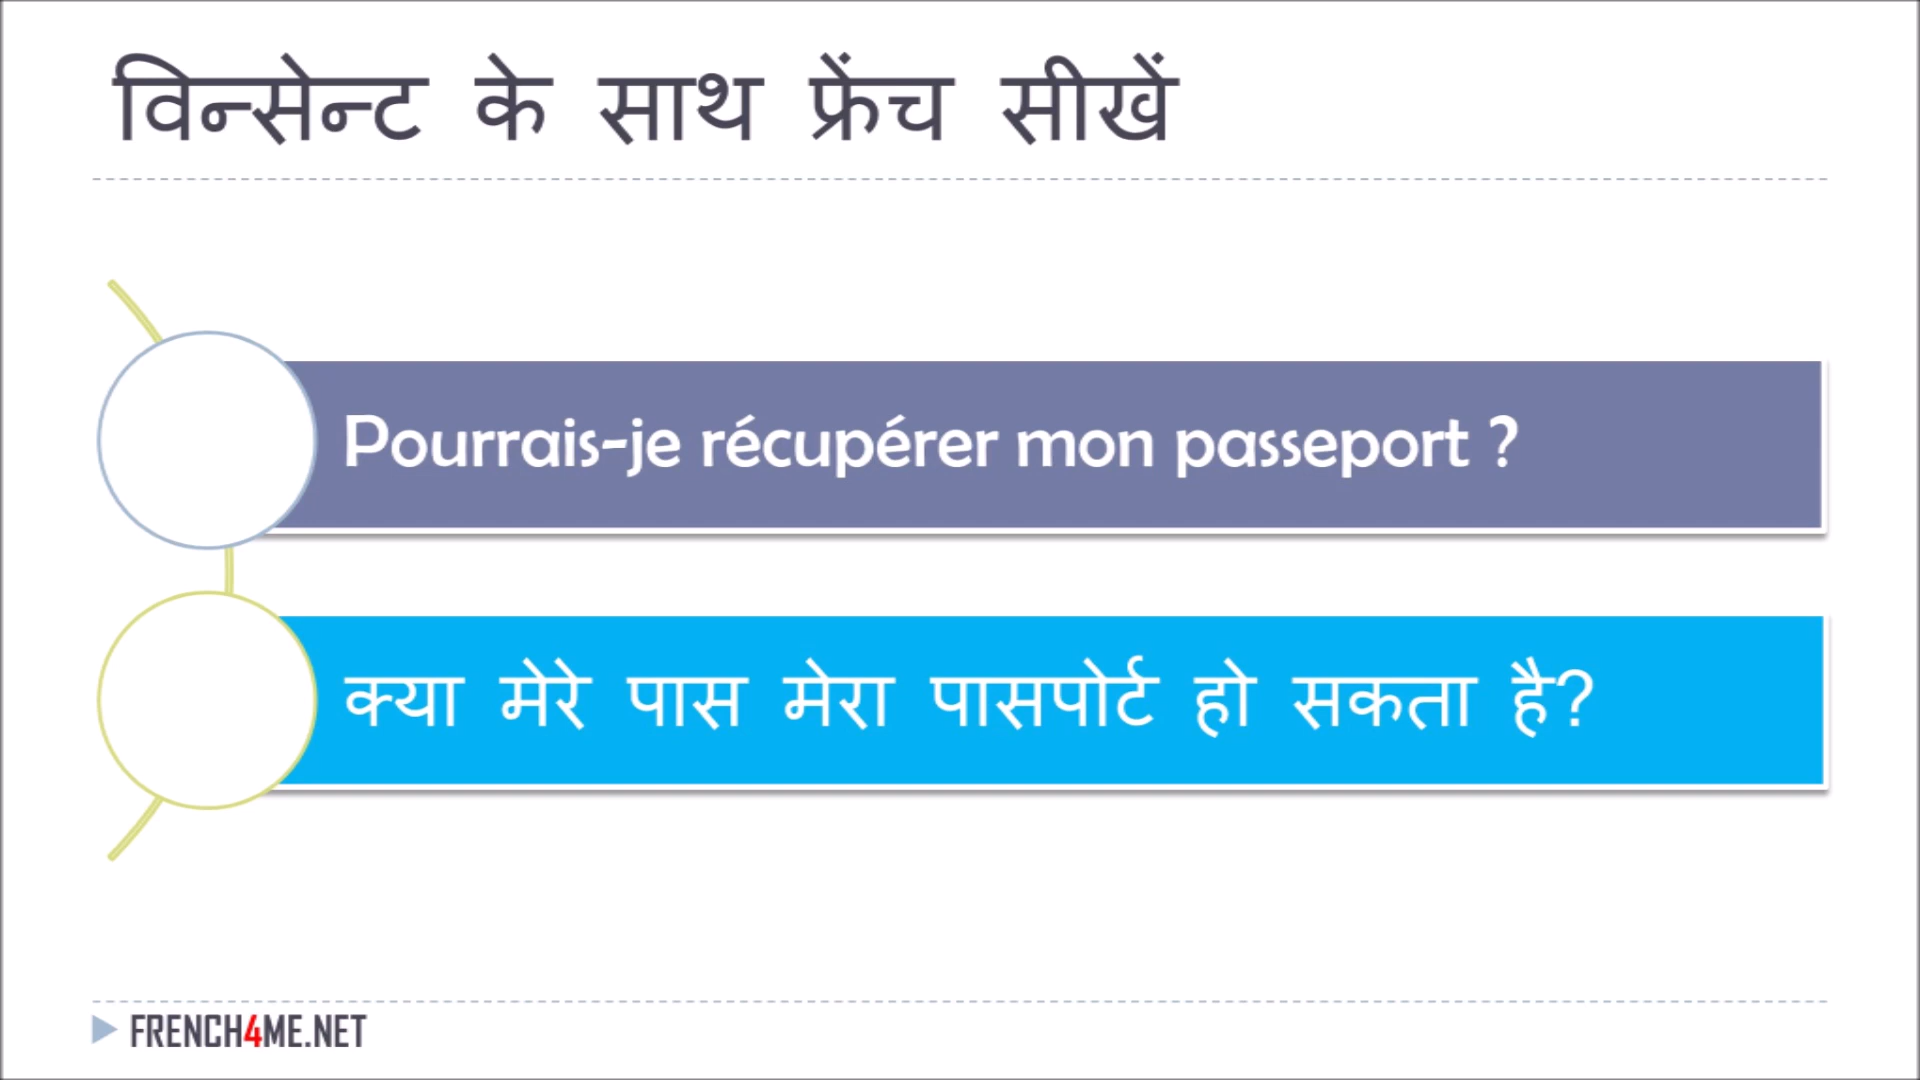 विन्सेन्ट के साथ फ्रेंच सीखें
Pourrais-je récupérer mon passeport ?
क्या मेरे पास मेरा पासपोर्ट हो सकता है?
FRENCH4ME.NET